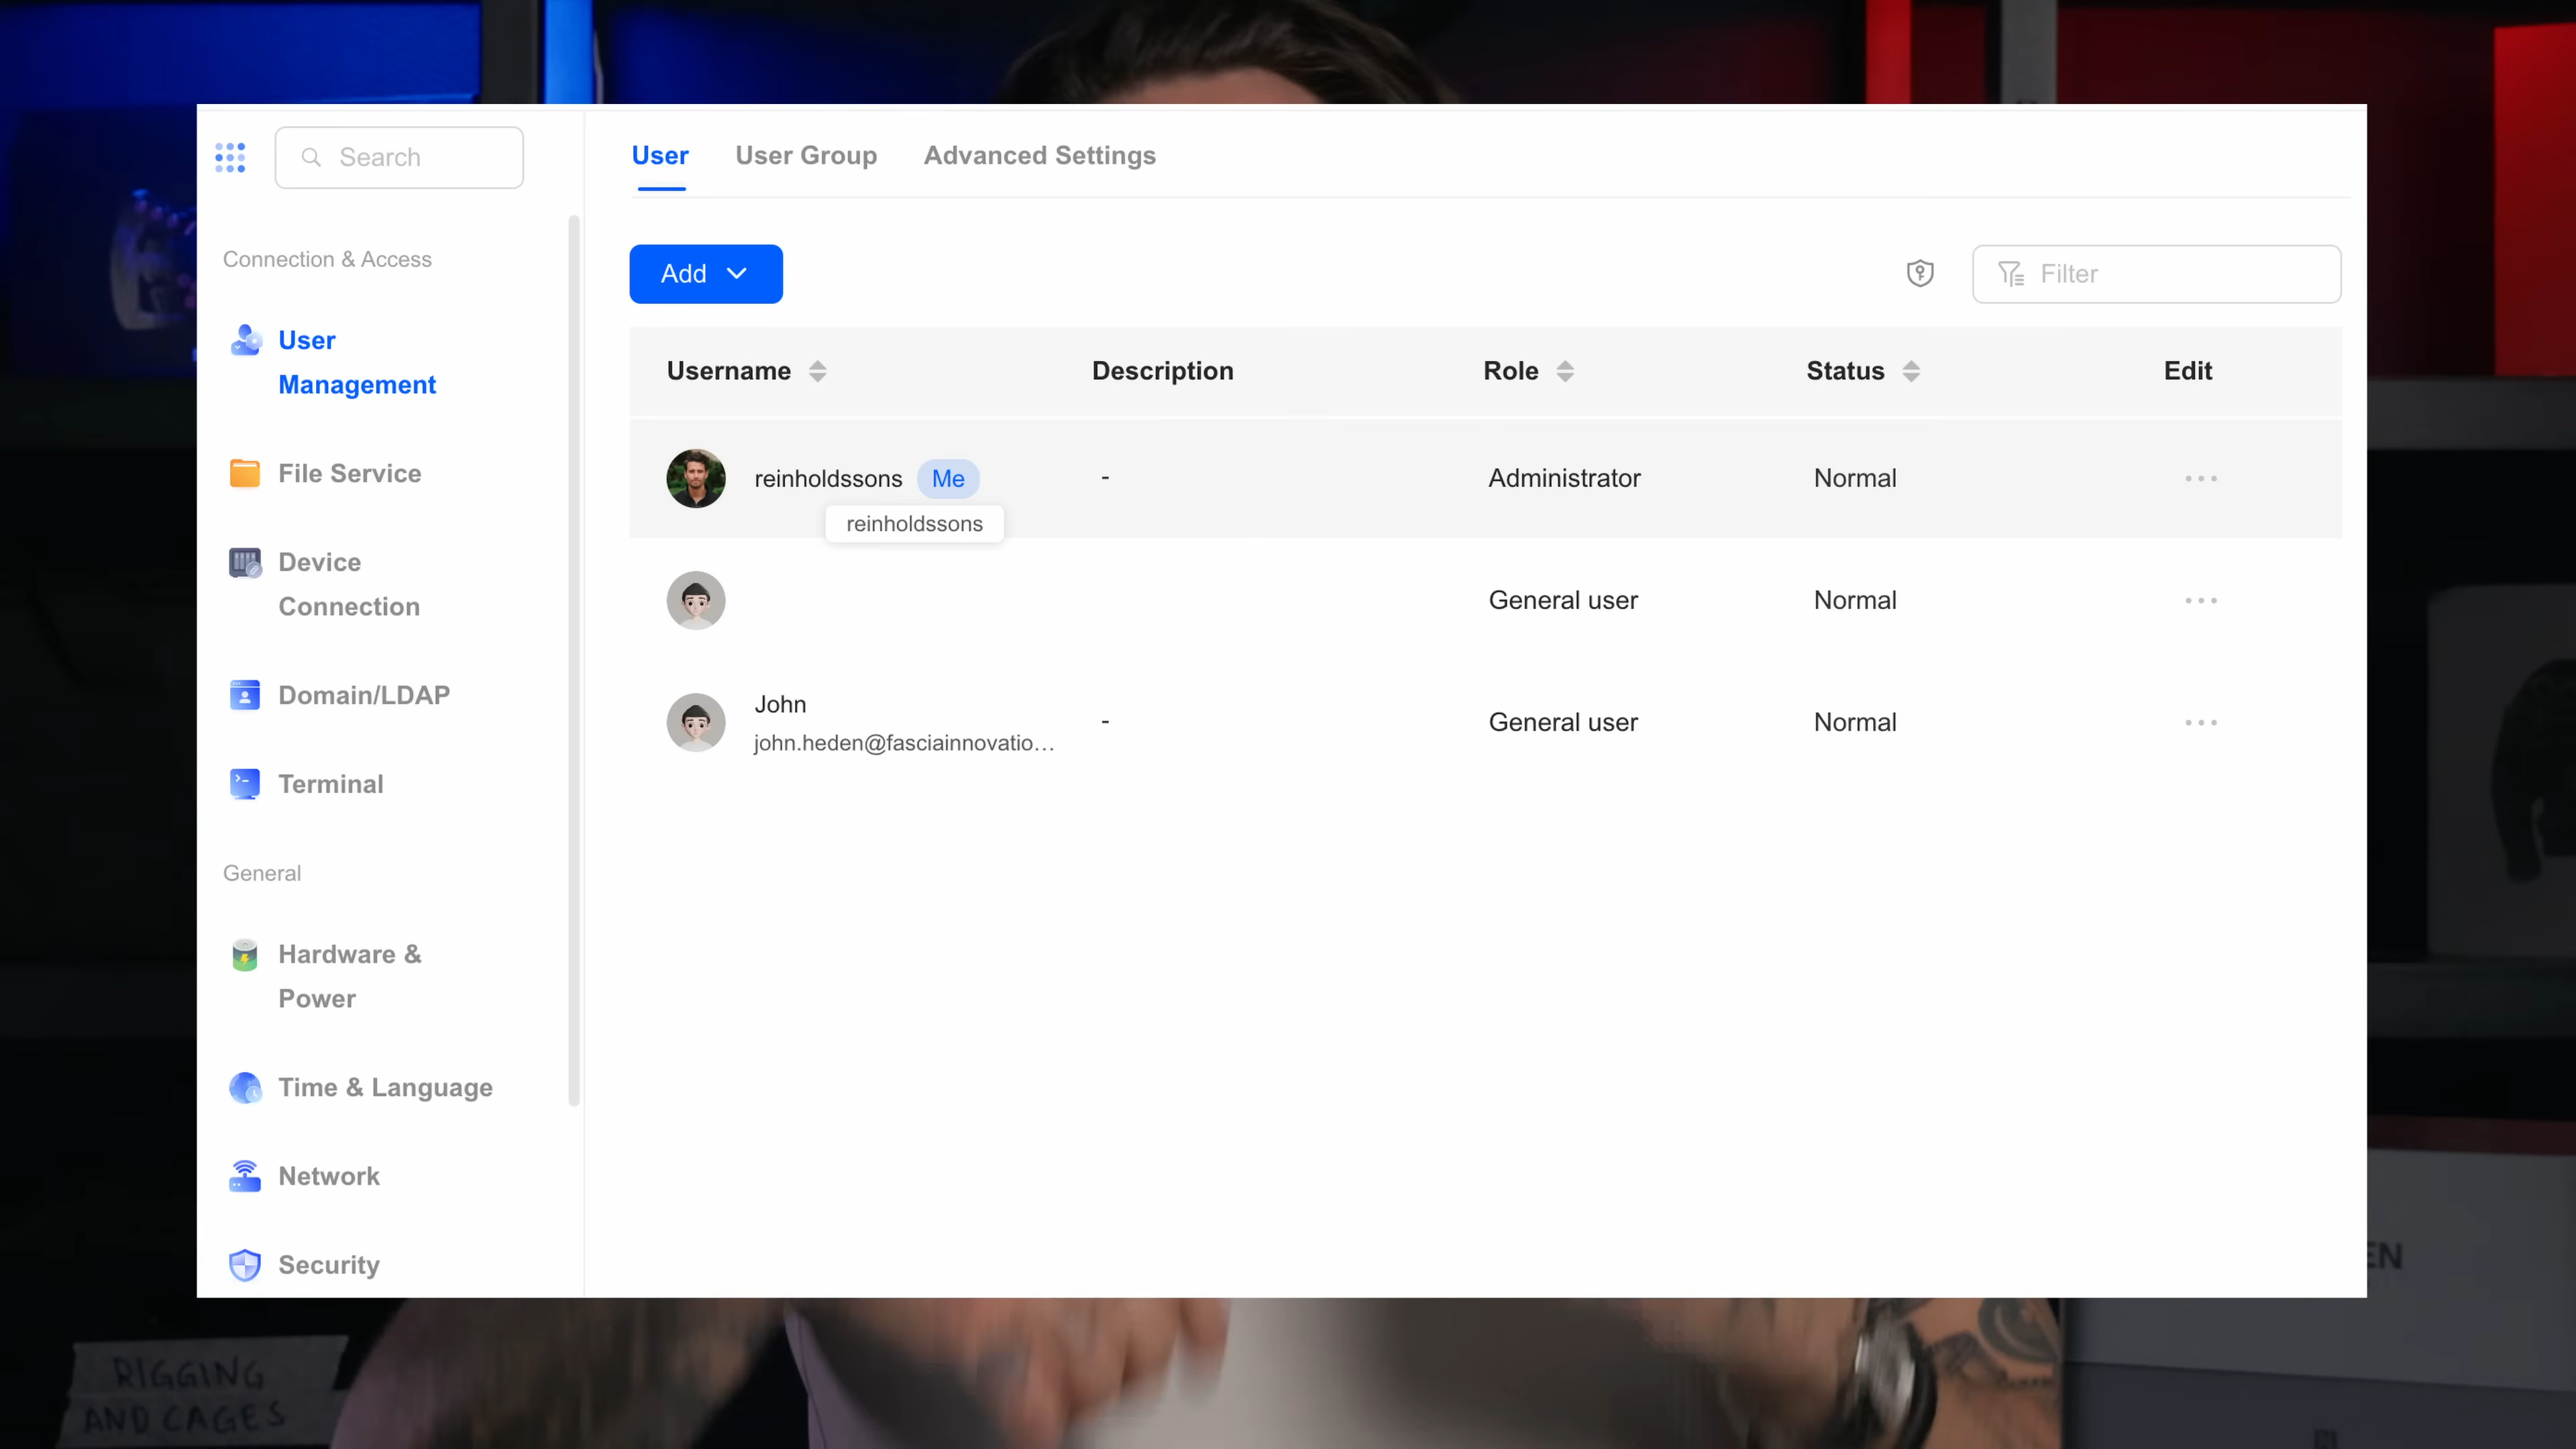 Search
User
User Group
Advanced Settings
Connection & Access
Add
Filter
User
Management
File Service
Device
Connection
Domain/LDAP
Terminal
General
Hardware &
Power
Time & Language
Network
Security
Username
Description
Role
Status
Edit
reinholdssons
Me
-
Administrator
Normal
reinholdssons
General user
Normal
John
john.heden@fasciainnovatio...
-
General user
Normal
EN
RIGGING
AND CAGES